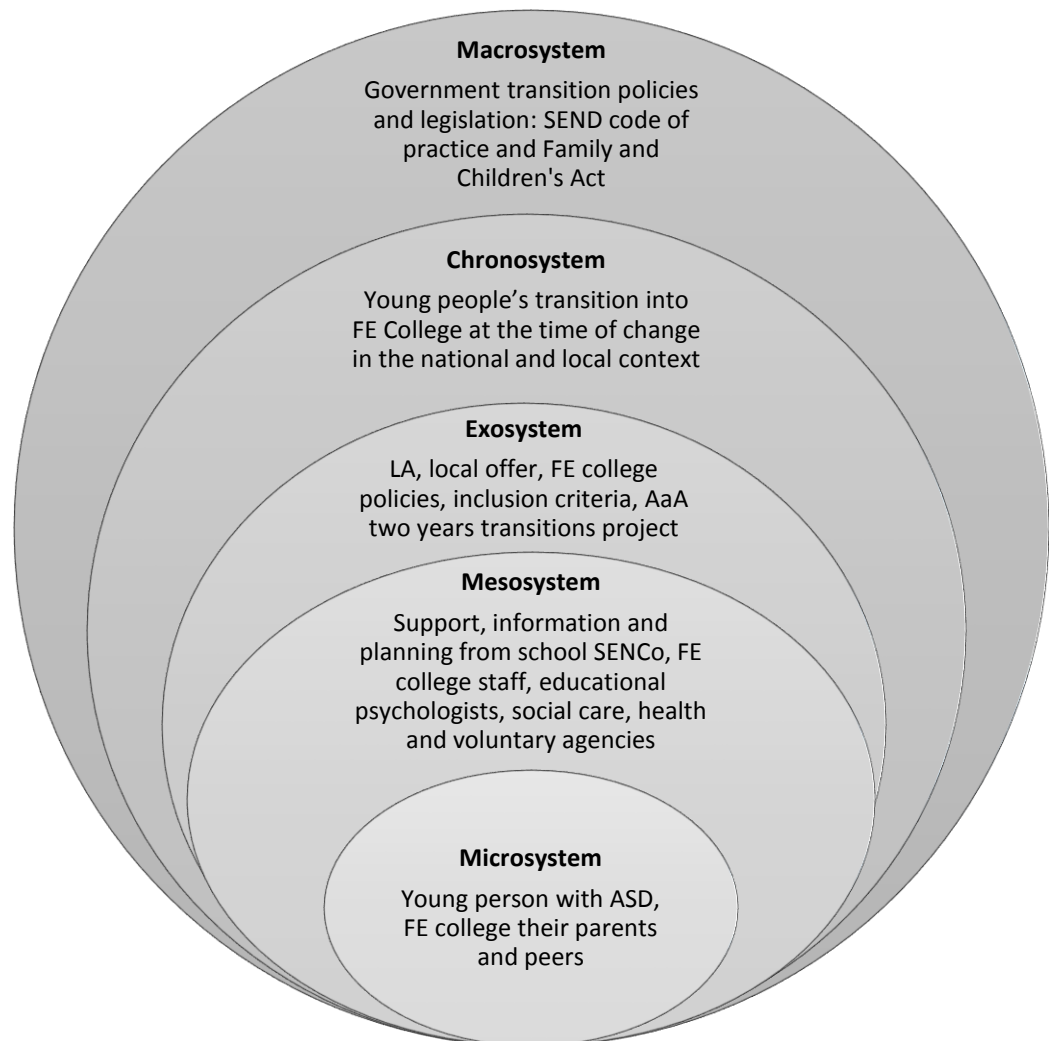 Macrosystem
Government transition policies
and legislation: SEND code of
practice and Family and
Children's Act
Chronosystem
Young people’s transition into
FE College at the time of change
in the national and local context
Exosystem
LA, local offer, FE college
policies, inclusion criteria, AaA
two years transitions project
Mesosystem
Support, information and
planning from school SENCo, FE
college staff, educational
psychologists, social care, health
and voluntary agencies
Microsystem
Young person with ASD,
FE college their parents
and peers